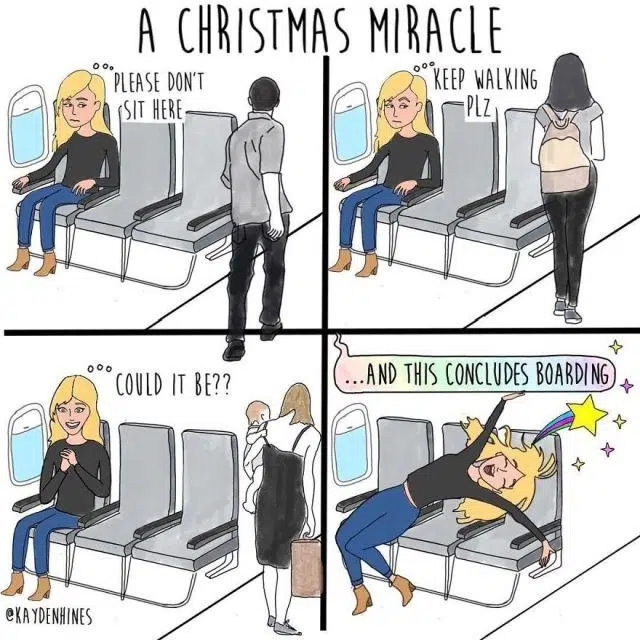 A CHRISTMAS MIRACLE
PLEASE DON'T
SIT HERE
KEEP WALKING
PLZ
COULD IT BE??
...AND THIS CONCLUDES BOARDING
@KAYDENHINES